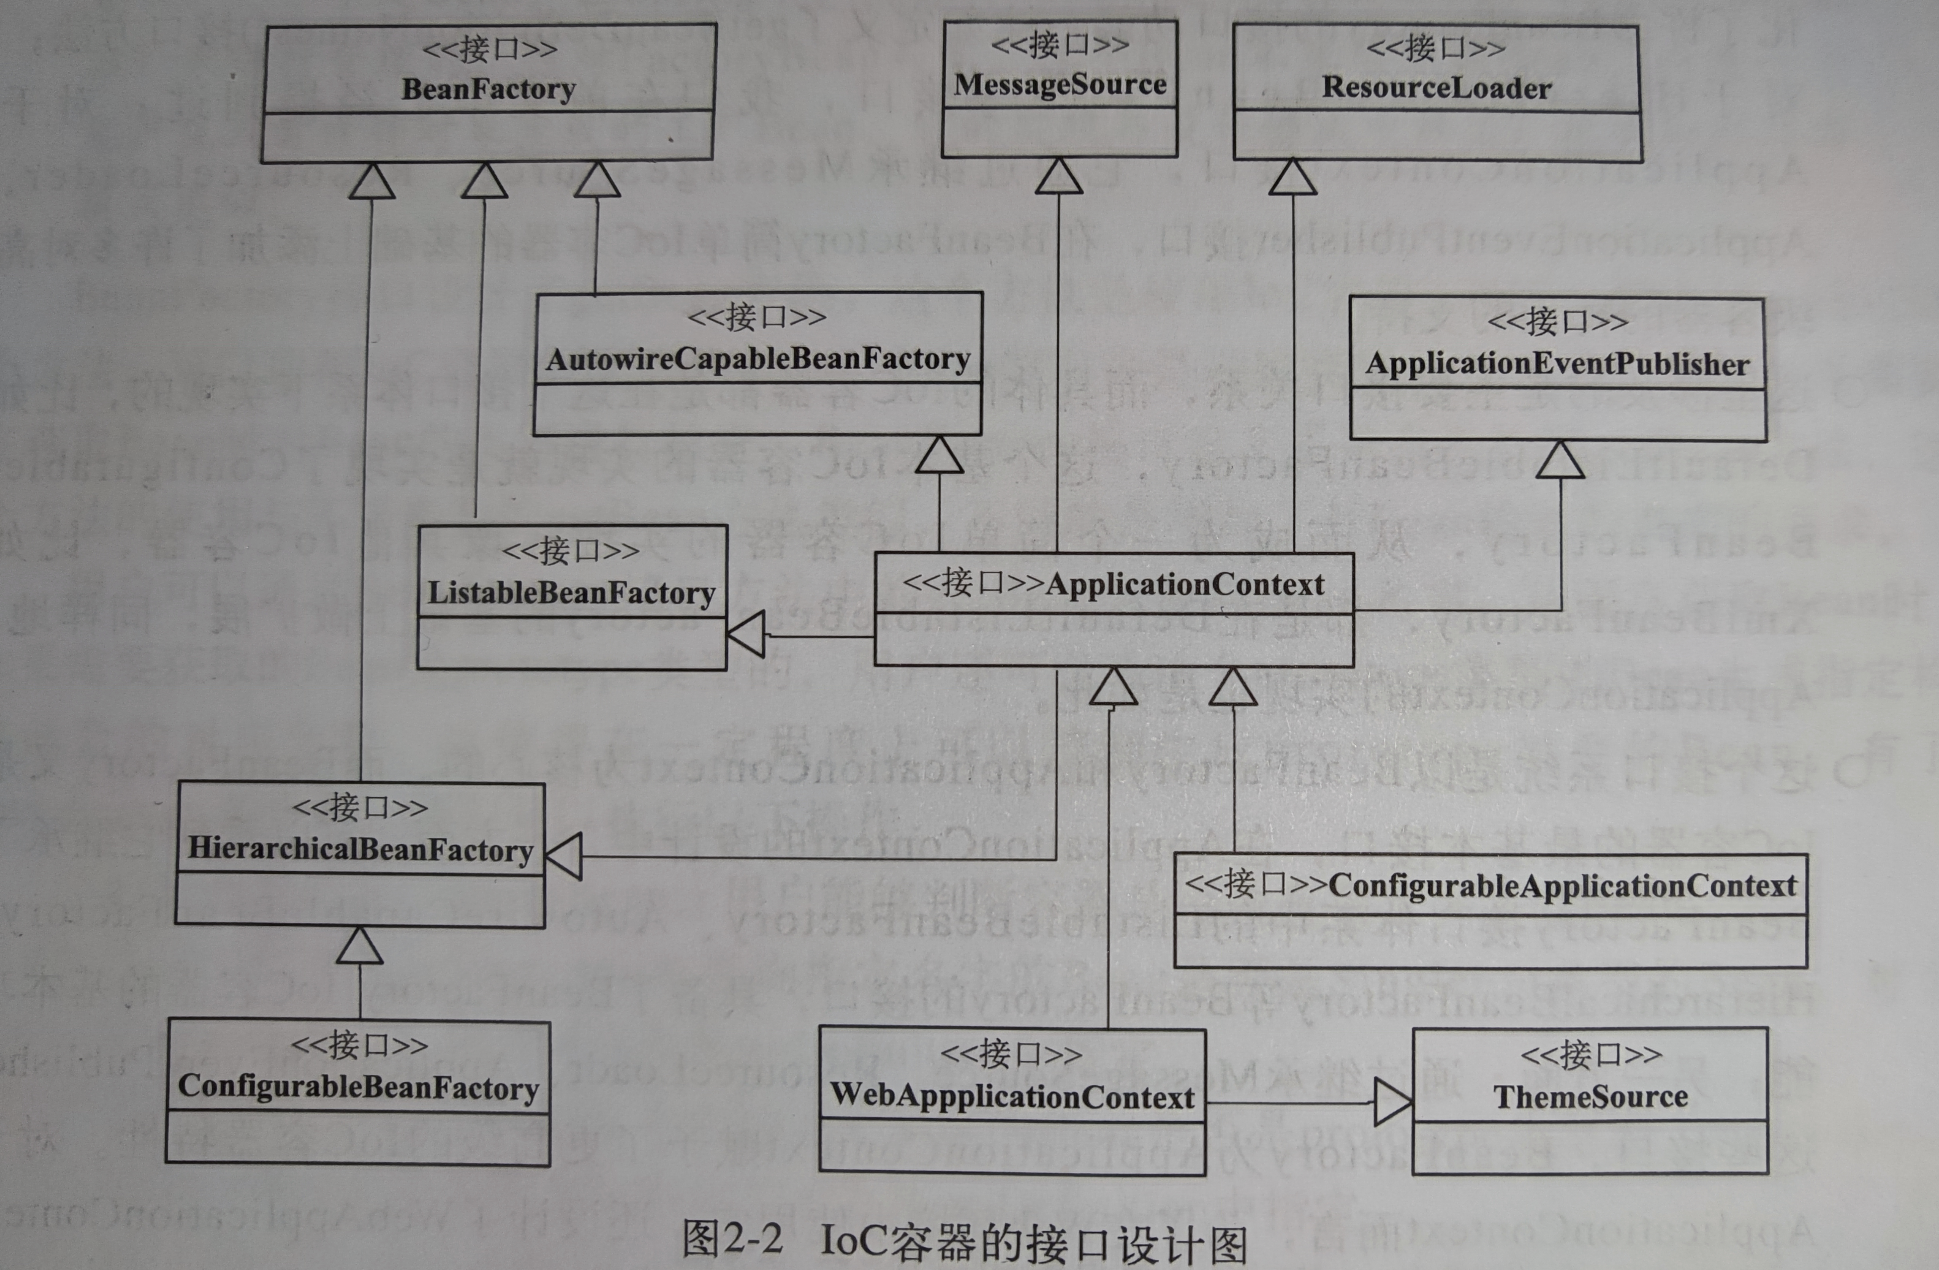 <<接口>>
BeanFactory
<<接口>>
MessageSource
<<接口>>
ResourceLoader
<<接口>>
AutowireCapableBeanFactory
<<接口>>
ApplicationEventPublisher
<<接口>>
ListableBeanFactory
<<接口>>ApplicationContext
<<接口>>
HierarchicalBeanFactory
<<接口>>ConfigurableApplicationContext
<<接口>>
ConfigurableBeanFactory
<<接口>>
WebAppplicationContext
<<接口>>
ThemeSource
图2-2 IoC容器的接口设计图